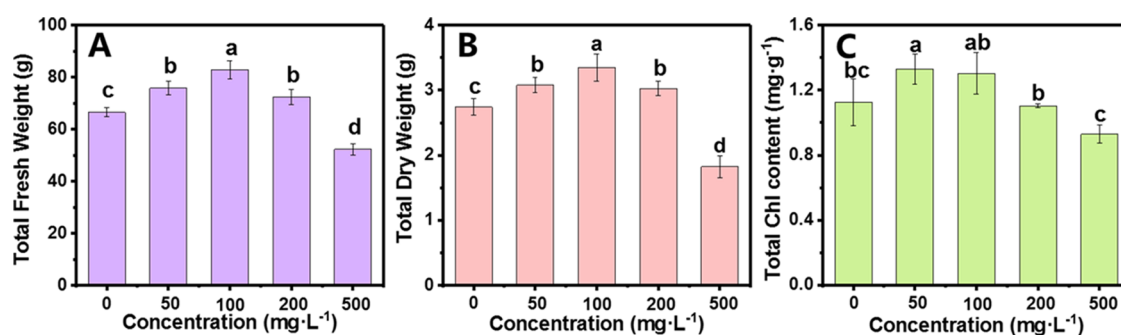 A
Total Fresh Weight (g)
100
80
60
40
20
0
c
b
a
b
d
0 50 100 200 500
Concentration (mg·L⁻¹)
B
Total Dry Weight (g)
4
3
2
1
0
c
b
a
b
d
0 50 100 200 500
Concentration (mg·L⁻¹)
C
Total Chl content (mg·g⁻¹)
1.6
1.2
0.8
0.4
0.0
bc
a
ab
b
c
0 50 100 200 500
Concentration (mg·L⁻¹)